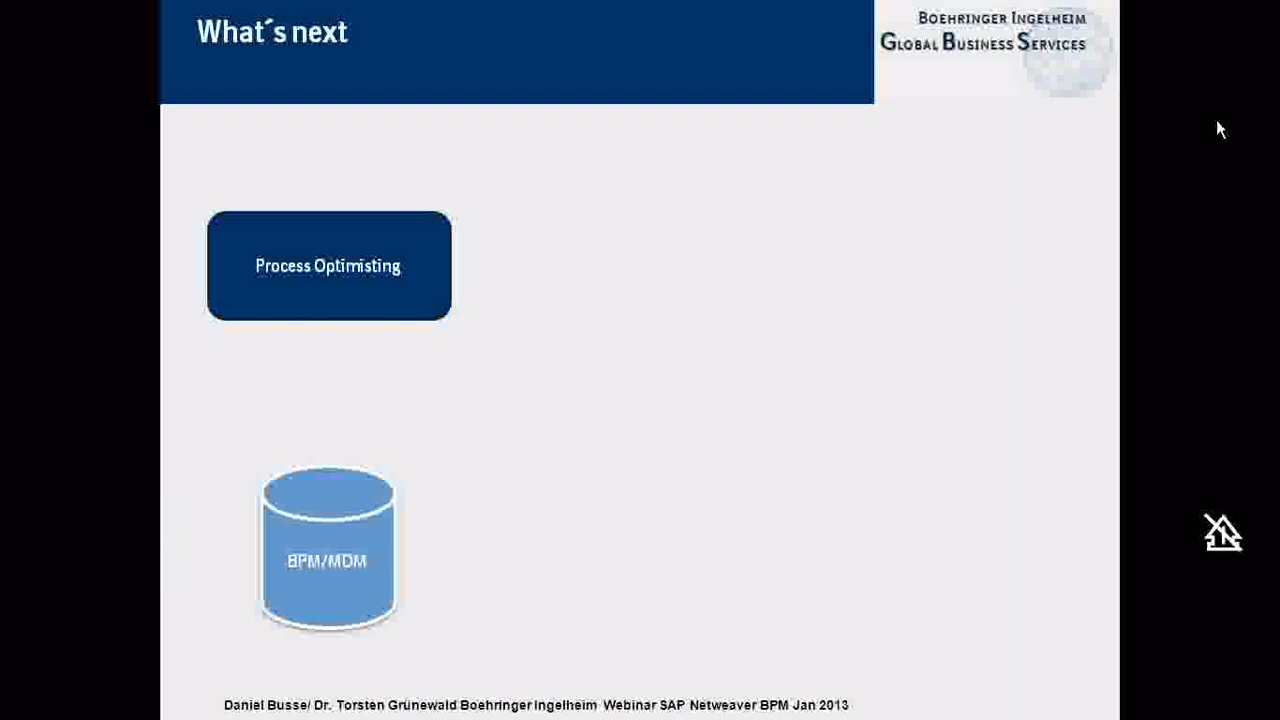 What´s next
BOEHRINGER INGELHEIM
GLOBAL BUSINESS SERVICES
Process Optimisting
BPM/MDM
Daniel Busse/ Dr. Torsten Grünewald Boehringer Ingelheim Webinar SAP Netweaver BPM Jan 2013